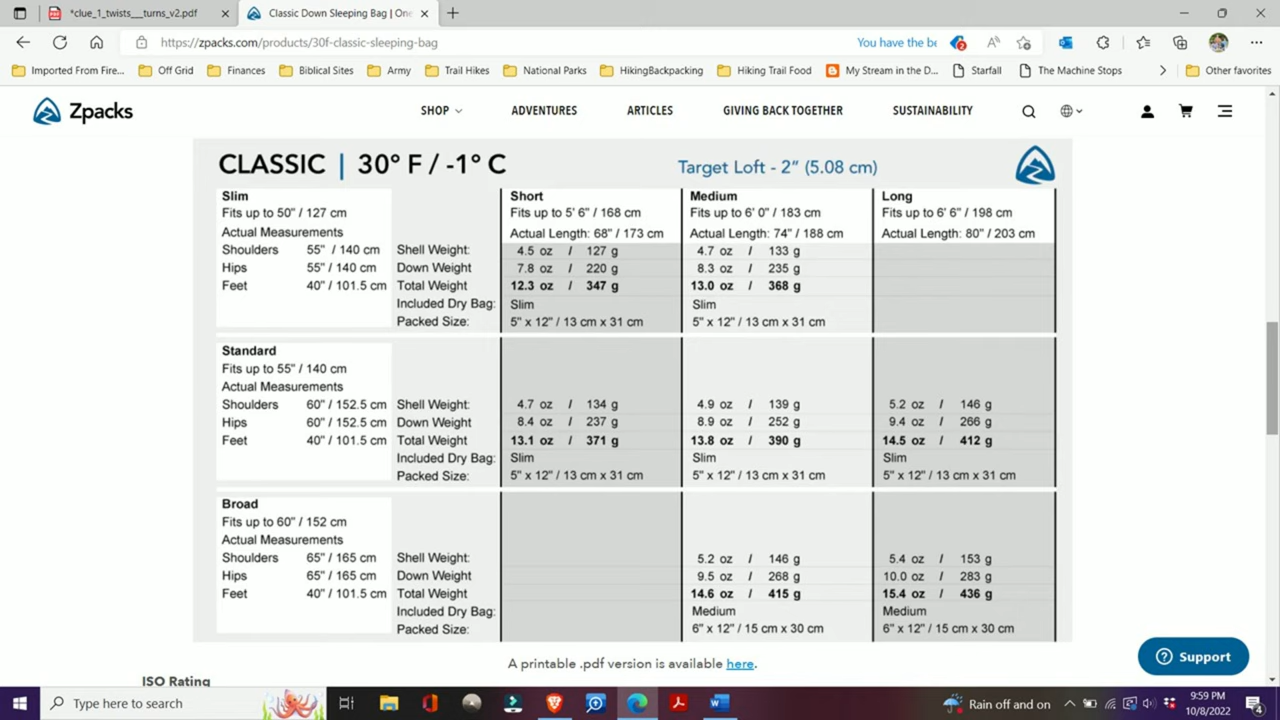 *clue_1_twists___turns_v2.pdf
Classic Down Sleeping Bag | One
https://zpacks.com/products/30f-classic-sleeping-bag
You have the be
2
Imported From Fire...
Off Grid
Finances
Biblical Sites
Army
Trail Hikes
National Parks
HikingBackpacking
Hiking Trail Food
My Stream in the D...
Starfall
The Machine Stops
Other favorites
Zpacks
SHOP
ADVENTURES
ARTICLES
GIVING BACK TOGETHER
SUSTAINABILITY
CLASSIC | 30° F / -1° C
Target Loft - 2" (5.08 cm)
Slim
Short
Medium
Long
Fits up to 50" / 127 cm
Fits up to 5' 6" / 168 cm
Fits up to 6' 0" / 183 cm
Fits up to 6' 6" / 198 cm
Actual Measurements
Actual Length: 68" / 173 cm
Actual Length: 74" / 188 cm
Actual Length: 80" / 203 cm
Shoulders 55" / 140 cm Shell Weight: 4.5 oz / 127 g 4.7 oz / 133 g
Hips 55" / 140 cm Down Weight 7.8 oz / 220 g 8.3 oz / 235 g
Feet 40" / 101.5 cm Total Weight 12.3 oz / 347 g 13.0 oz / 368 g
Included Dry Bag: Slim Slim
Packed Size: 5" x 12" / 13 cm x 31 cm 5" x 12" / 13 cm x 31 cm
Standard
Fits up to 55" / 140 cm
Actual Measurements
Shoulders 60" / 152.5 cm Shell Weight: 4.7 oz / 134 g 4.9 oz / 139 g 5.2 oz / 146 g
Hips 60" / 152.5 cm Down Weight 8.4 oz / 237 g 8.9 oz / 252 g 9.4 oz / 266 g
Feet 40" / 101.5 cm Total Weight 13.1 oz / 371 g 13.8 oz / 390 g 14.5 oz / 412 g
Included Dry Bag: Slim Slim Slim
Packed Size: 5" x 12" / 13 cm x 31 cm 5" x 12" / 13 cm x 31 cm 5" x 12" / 13 cm x 31 cm
Broad
Fits up to 60" / 152 cm
Actual Measurements
Shoulders 65" / 165 cm Shell Weight: 5.2 oz / 146 g 5.4 oz / 153 g
Hips 65" / 165 cm Down Weight 9.5 oz / 268 g 10.0 oz / 283 g
Feet 40" / 101.5 cm Total Weight 14.6 oz / 415 g 15.4 oz / 436 g
Included Dry Bag: Medium Medium
Packed Size: 6" x 12" / 15 cm x 30 cm 6" x 12" / 15 cm x 30 cm
A printable .pdf version is available here.
Support
ISO Rating
Type here to search
Rain off and on
9:59 PM
10/8/2022
4